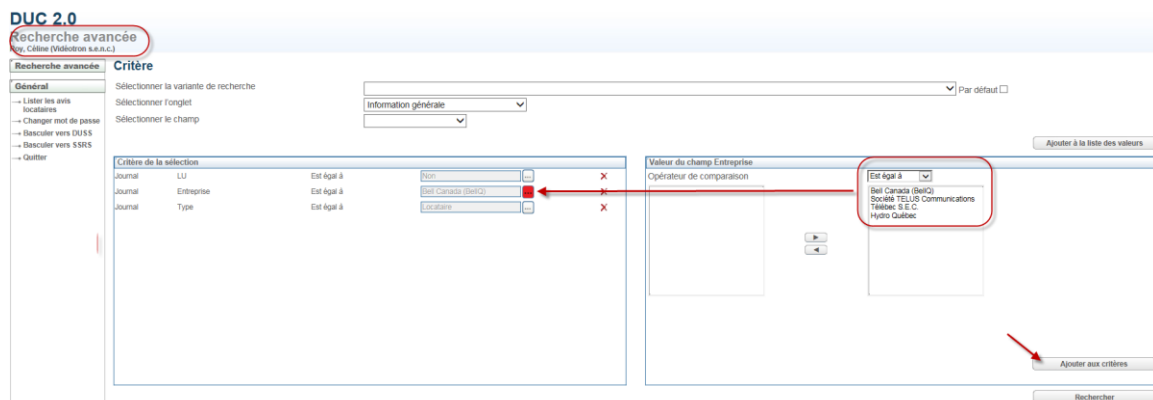 DUC 2.0
Recherche avancée
Roy, Céline (Vidéotron s.e.n.c.)
Recherche avancée
Général
Lister les avis
locataires
Changer mot de passe
Basculer vers DUSS
Basculer vers SSRS
Quitter
Critère
Sélectionner la variante de recherche
Par défaut
Sélectionner l'onglet
Information générale
Sélectionner le champ
Ajouter à la liste des valeurs
Critère de la sélection
Journal LU Est égal á Non ... X
Journal Entreprise Est égal á Bell Canada (BellQ) ... X
Journal Type Est égal á Locataire ... X
Valeur du champ Entreprise
Opérateur de comparaison
Est égal á
Bell Canada (BellQ)
Société TELUS Communications
Télébec S.E.C.
Hydro Québec
Ajouter aux critères
Rechercher